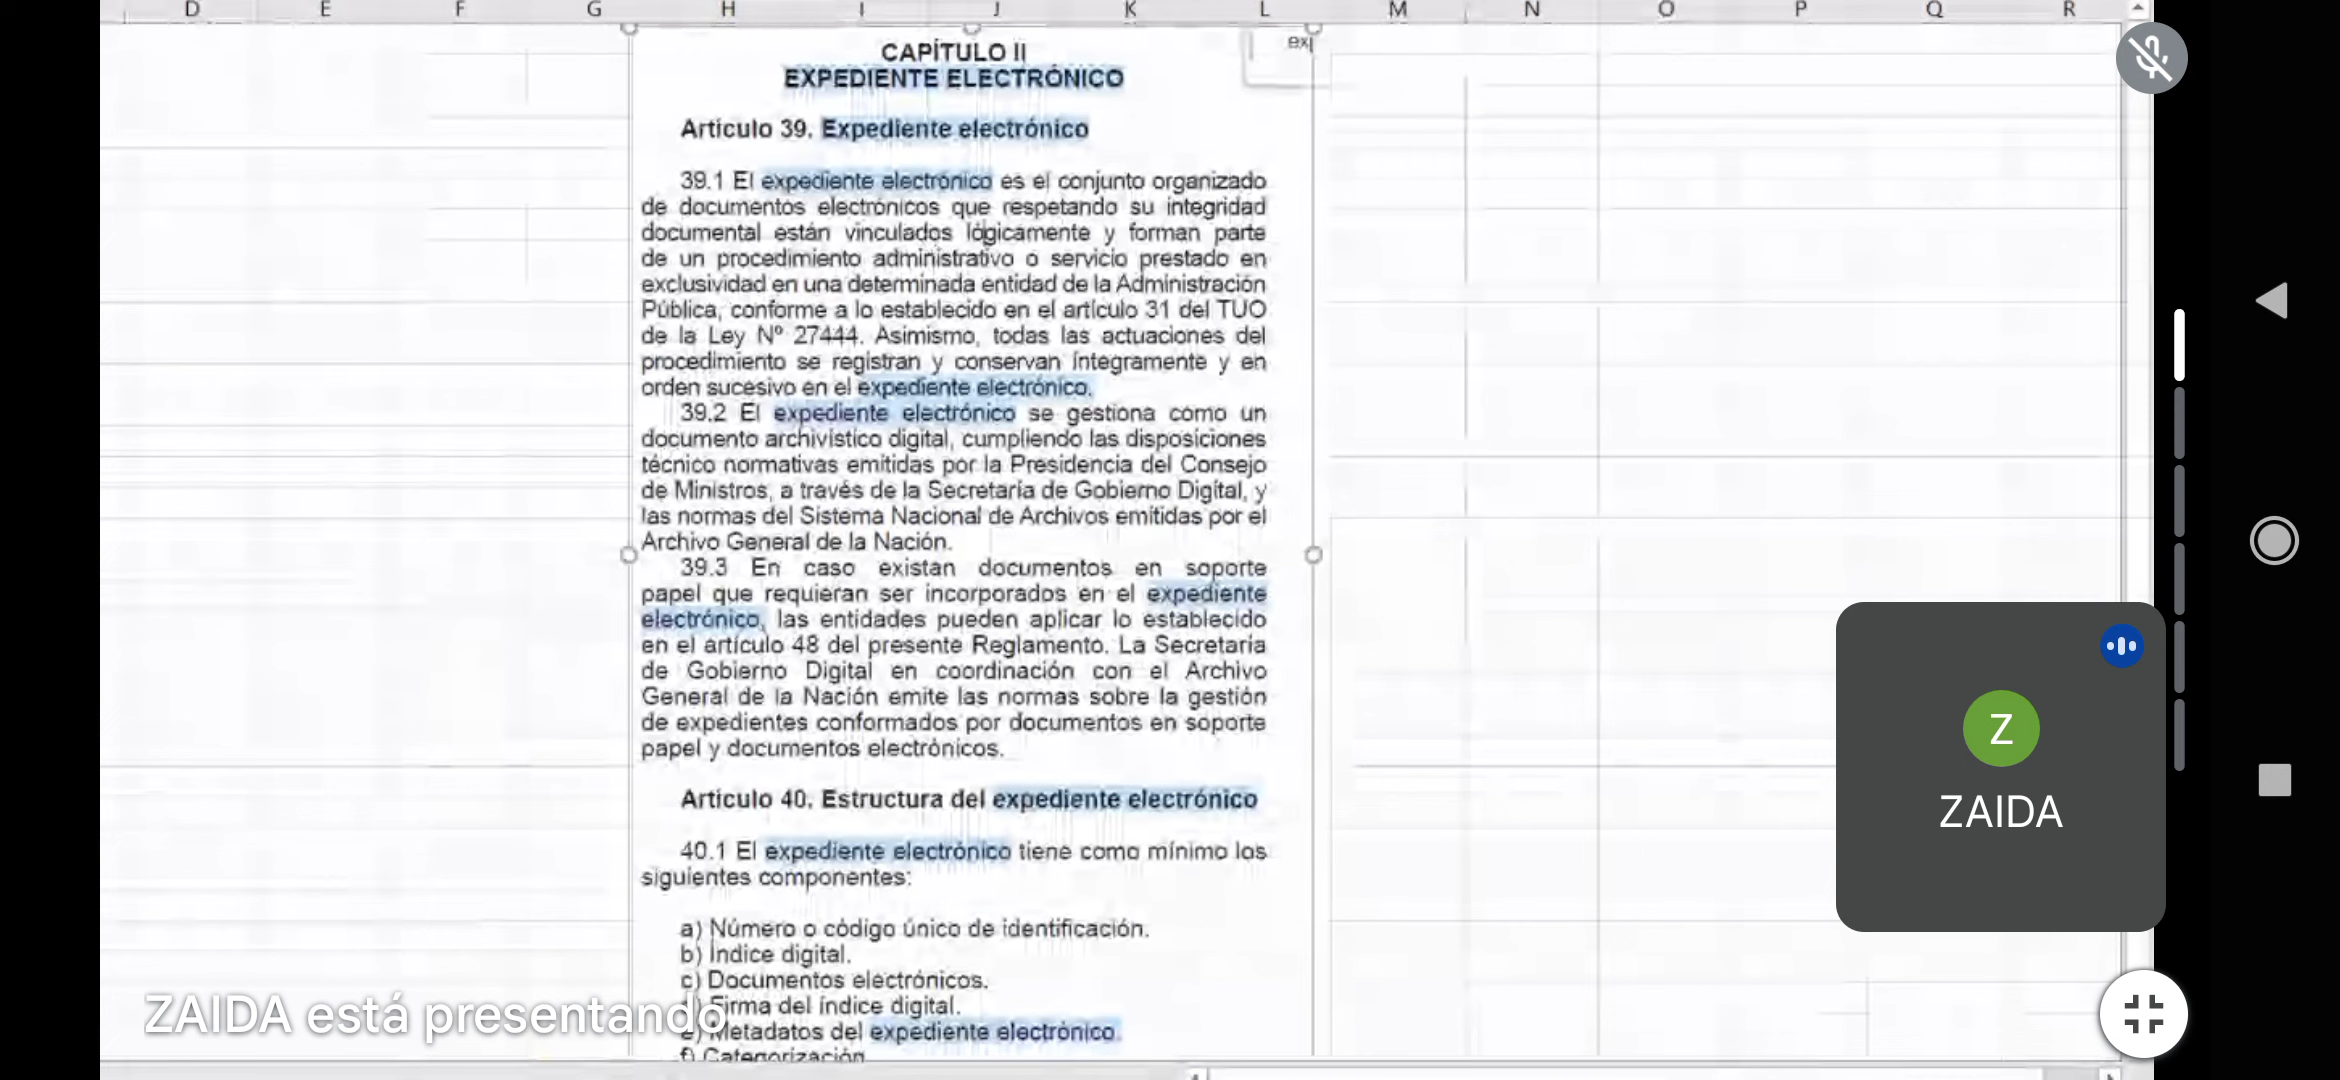 D E F G H I J K L M N O P Q R
ex
CAPÍTULO II
EXPEDIENTE ELECTRÓNICO
Artículo 39. Expediente electrónico
39.1 El expediente electrónico es el conjunto organizado
de documentos electrónicos que respetando su integridad
documental están vinculados lógicamente y forman parte
de un procedimiento administrativo o servicio prestado en
exclusividad en una determinada entidad de la Administración
Pública, conforme a lo establecido en el artículo 31 del TUO
de la Ley Nº 27444. Asimismo, todas las actuaciones del
procedimiento se registran y conservan íntegramente y en
orden sucesivo en el expediente electrónico.
39.2 El expediente electrónico se gestiona como un
documento archivístico digital, cumpliendo las disposiciones
técnico normativas emitidas por la Presidencia del Consejo
de Ministros, a través de la Secretaría de Gobierno Digital, y
las normas del Sistema Nacional de Archivos emitidas por el
Archivo General de la Nación.
39.3 En caso existan documentos en soporte
papel que requieran ser incorporados en el expediente
electrónico, las entidades pueden aplicar lo establecido
en el artículo 48 del presente Reglamento. La Secretaría
de Gobierno Digital en coordinación con el Archivo
General de la Nación emite las normas sobre la gestión
de expedientes conformados por documentos en soporte
papel y documentos electrónicos.
Artículo 40. Estructura del expediente electrónico
40.1 El expediente electrónico tiene como mínimo los
siguientes componentes:
a) Número o código único de identificación.
b) Índice digital.
c) Documentos electrónicos.
d) Firma del índice digital.
e) Metadatos del expediente electrónico.
f) Categorización
Z
ZAIDA
ZAIDA está presentando